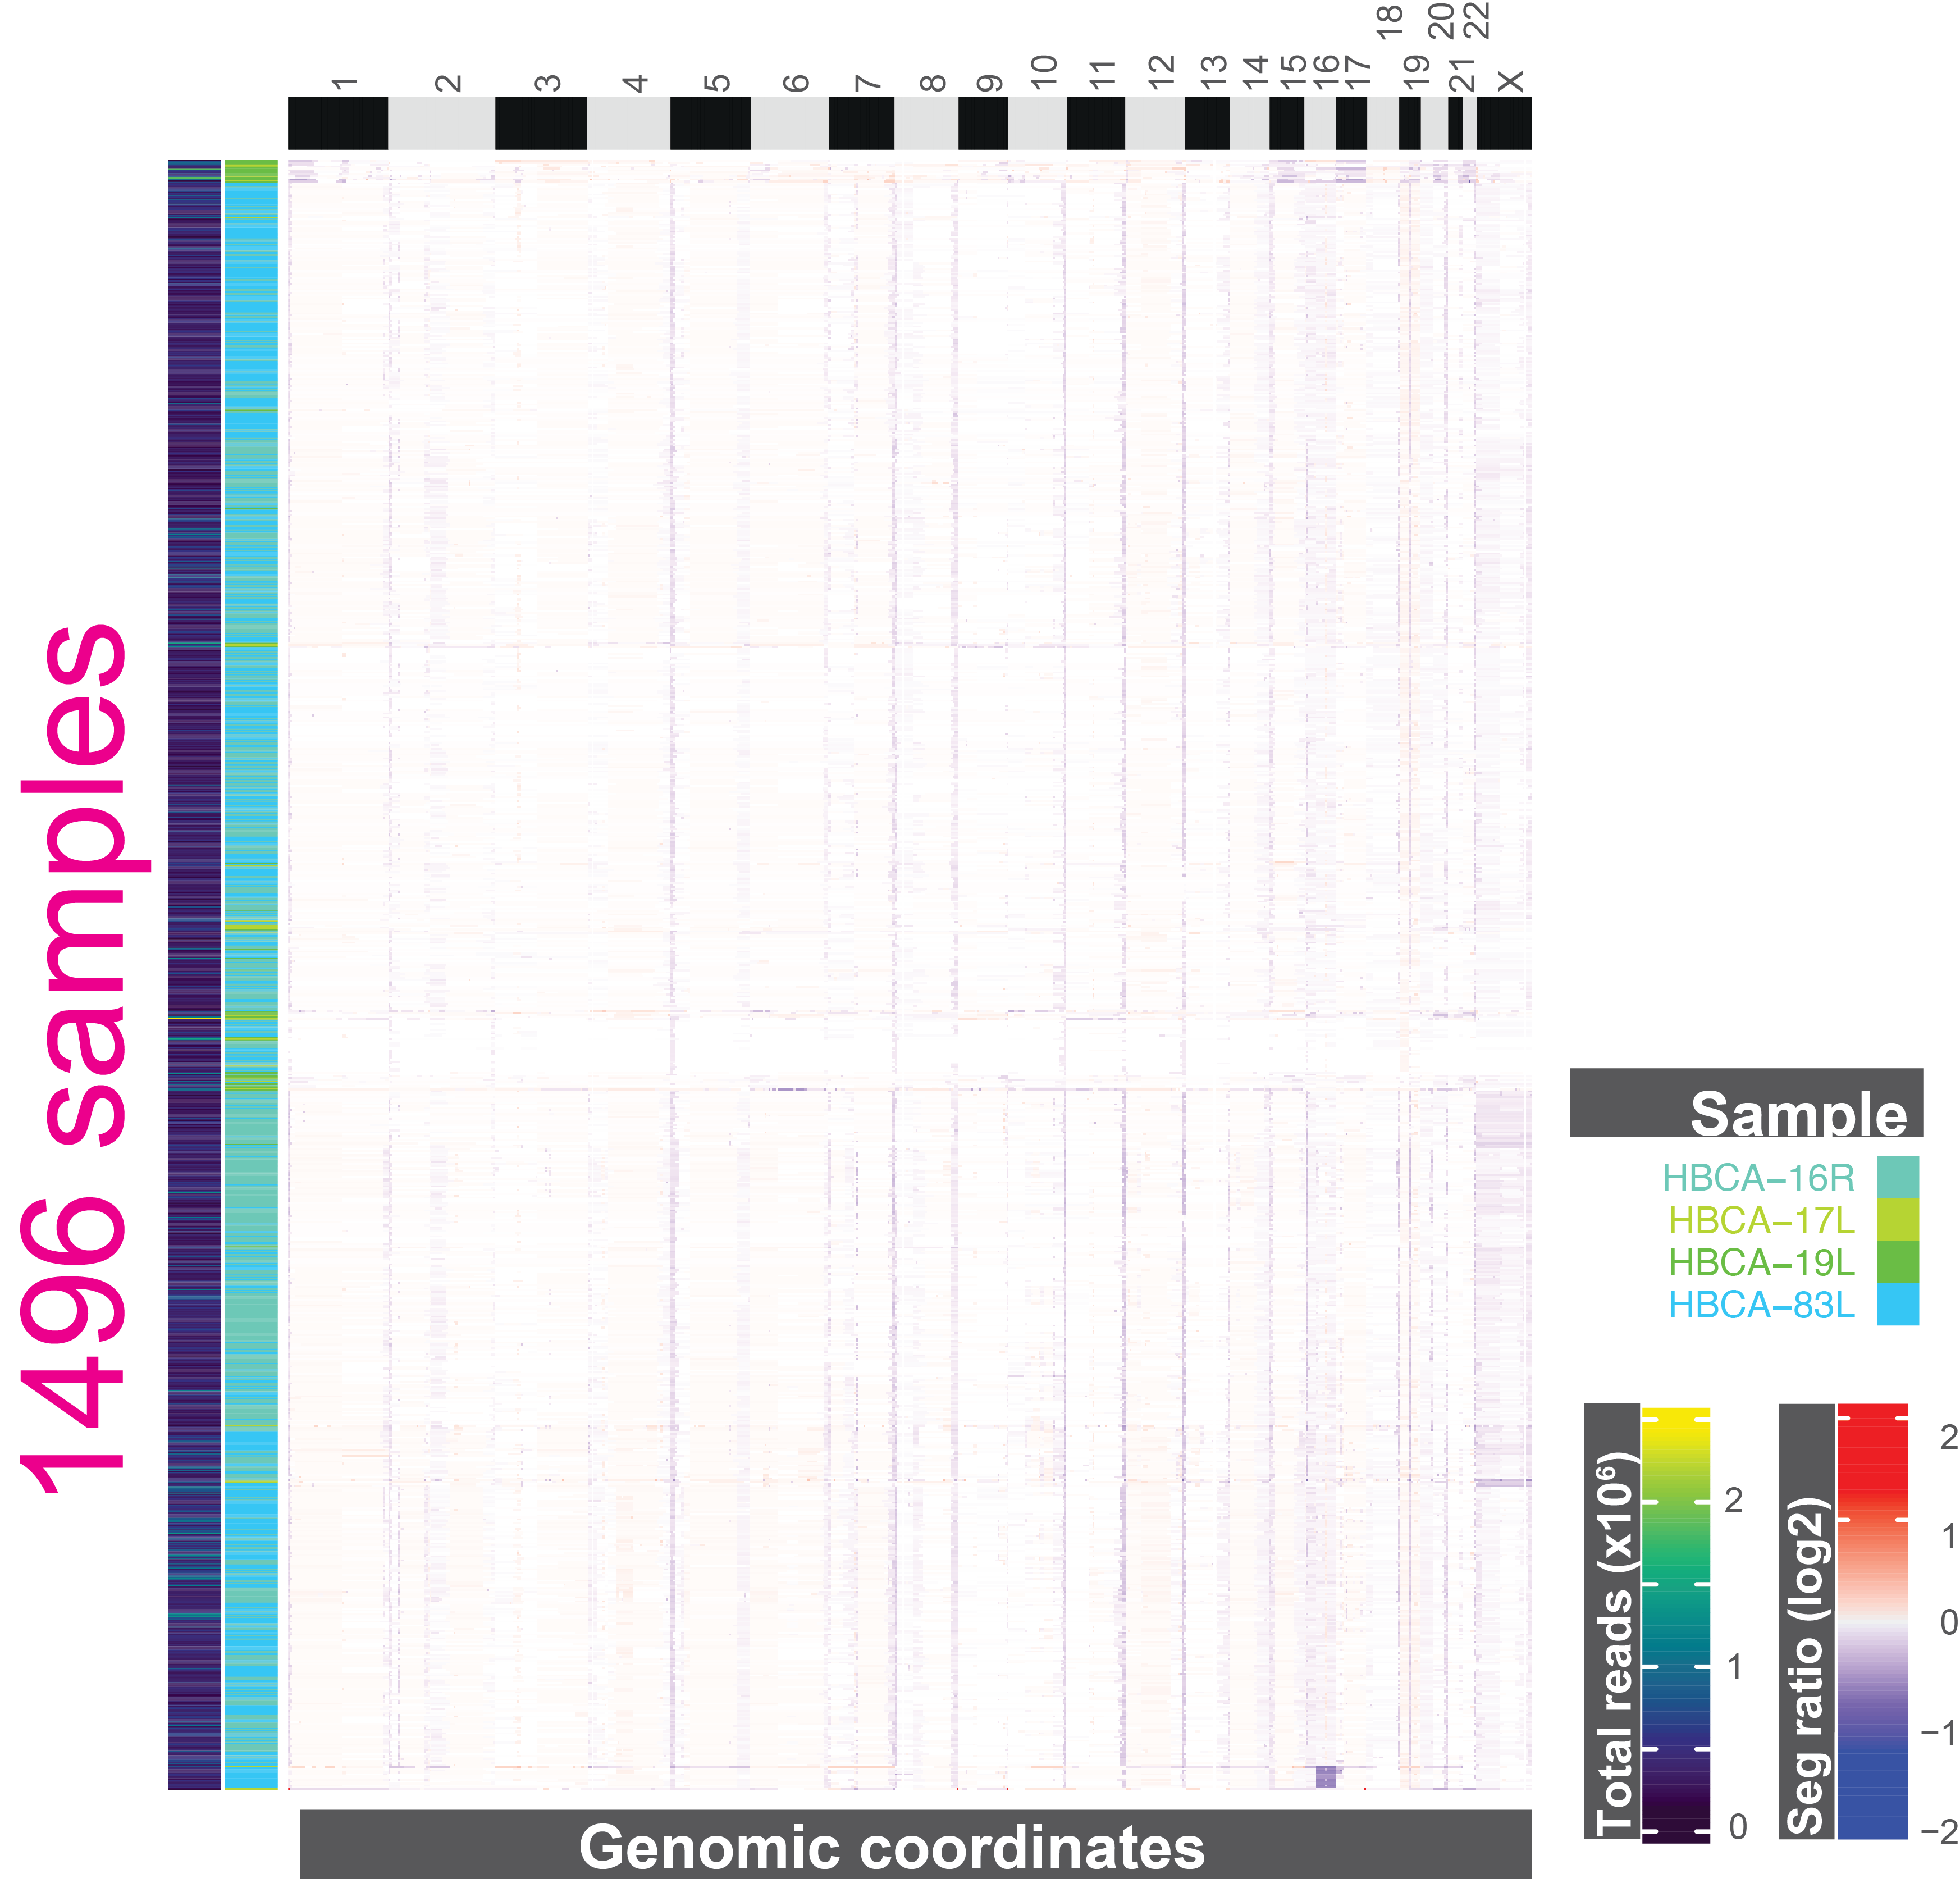 18 20 22
1 2 3 4 5 6 7 8 9 10 11 12 13 14 15 16 17 19 21 X
1496 samples
Sample
HBCA–16R
HBCA–17L
HBCA–19L
HBCA–83L
Total reads (x10⁶)
2
1
0
Seg ratio (log2)
2
1
0
–1
–2
Genomic coordinates